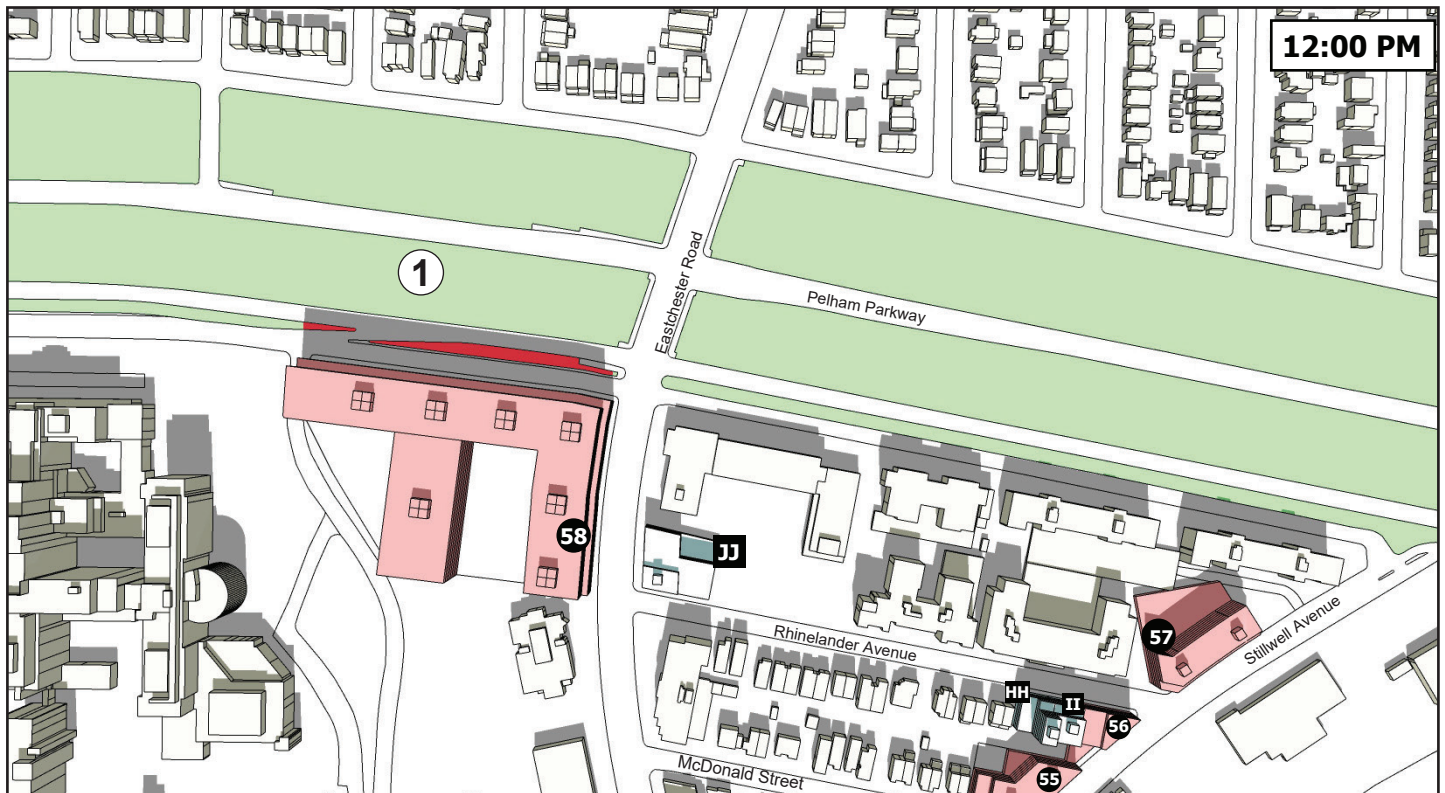 12:00 PM
1
Eastchester Road
Pelham Parkway
58
JJ
57
Rhinelander Avenue
Stillwell Avenue
HH
II
56
McDonald Street
55